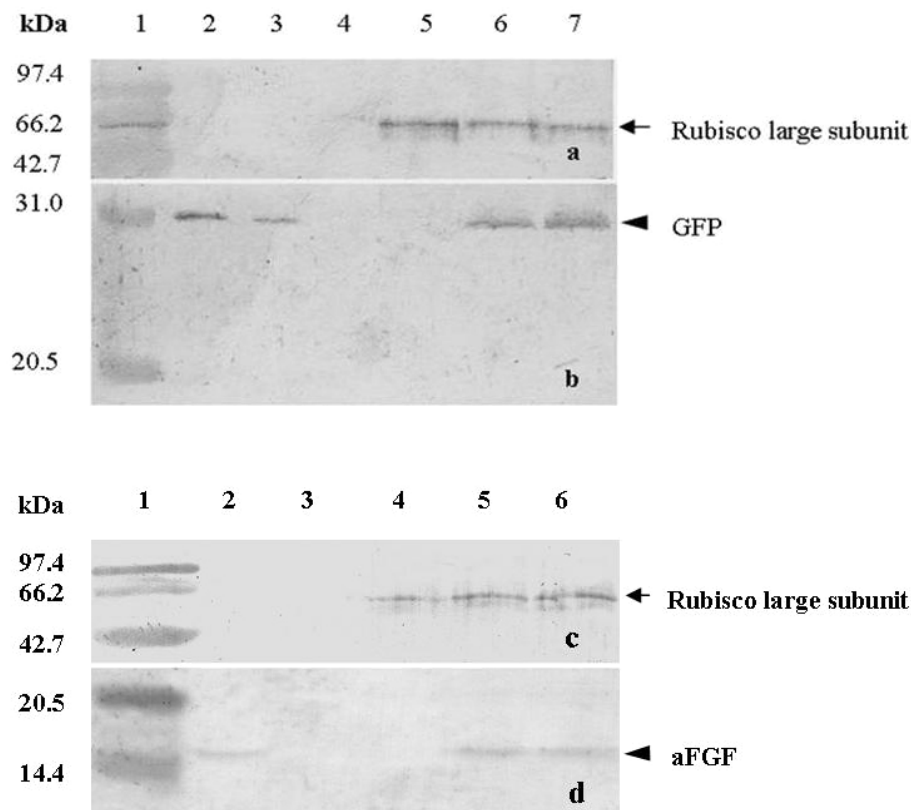 kDa 1 2 3 4 5 6 7
97.4
66.2 Rubisco large subunit
42.7 a
31.0
GFP
20.5
b
kDa 1 2 3 4 5 6
97.4
66.2 Rubisco large subunit
42.7 c
20.5
aFGF
14.4 d